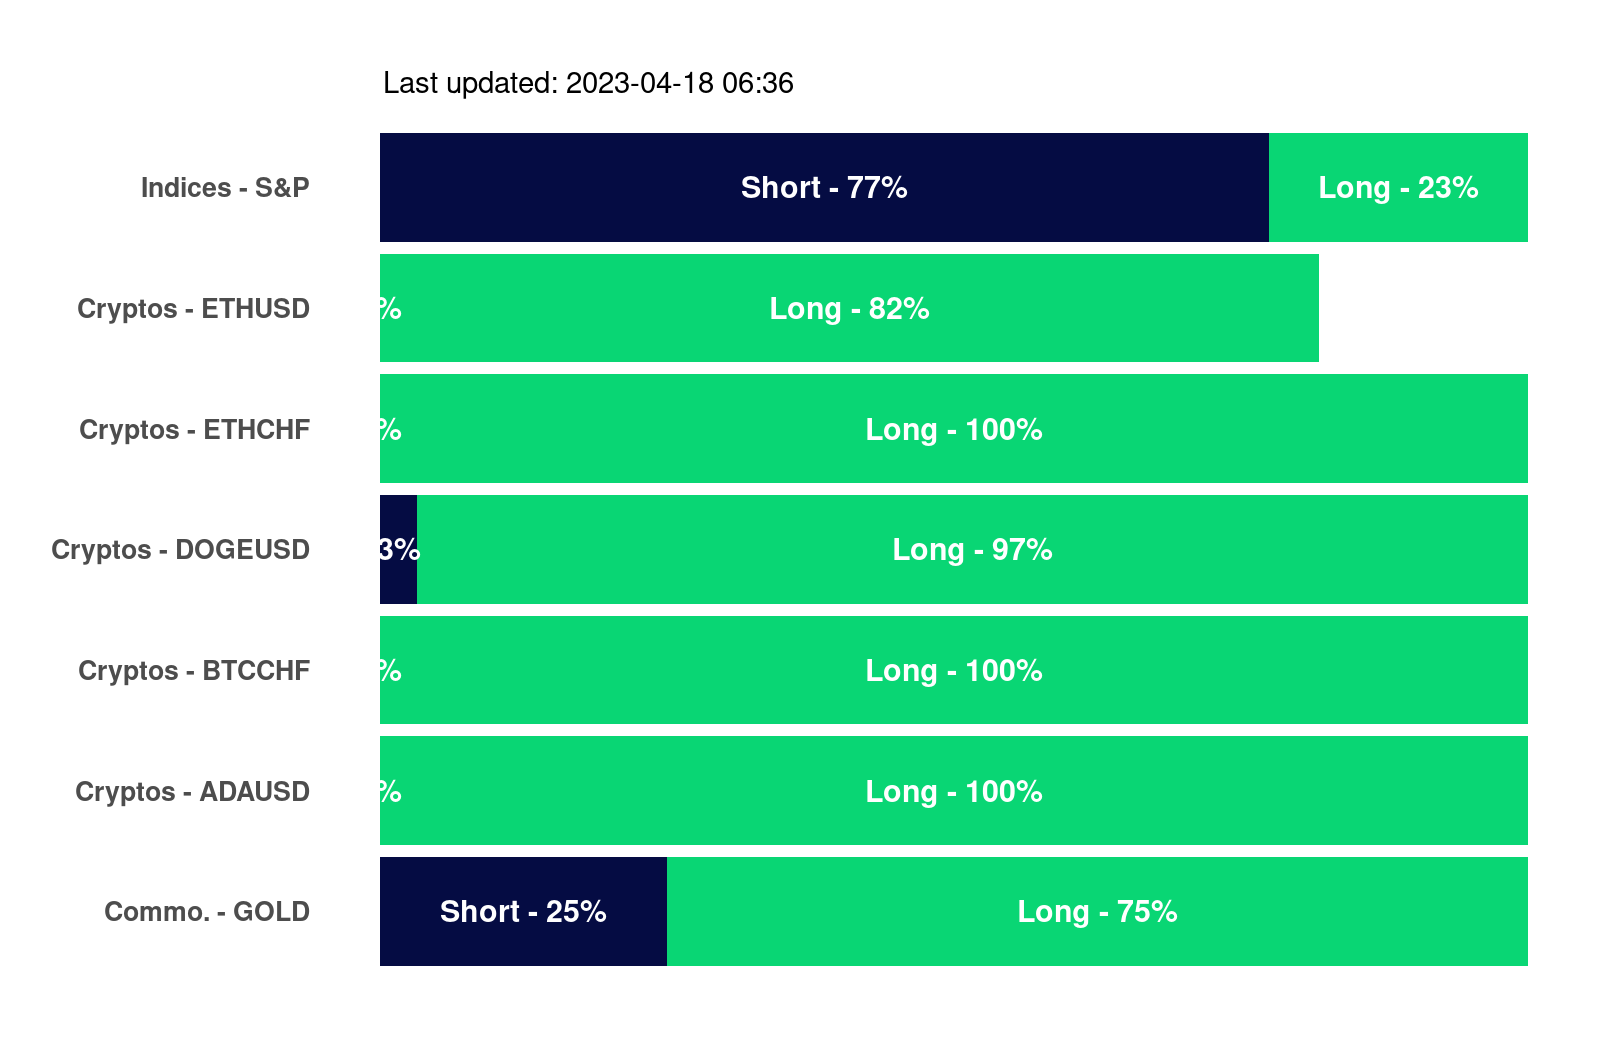 Last updated: 2023-04-18 06:36
Indices - S&P Short - 77% Long - 23%
Cryptos - ETHUSD % Long - 82%
Cryptos - ETHCHF % Long - 100%
Cryptos - DOGEUSD 3% Long - 97%
Cryptos - BTCCHF % Long - 100%
Cryptos - ADAUSD % Long - 100%
Commo. - GOLD Short - 25% Long - 75%